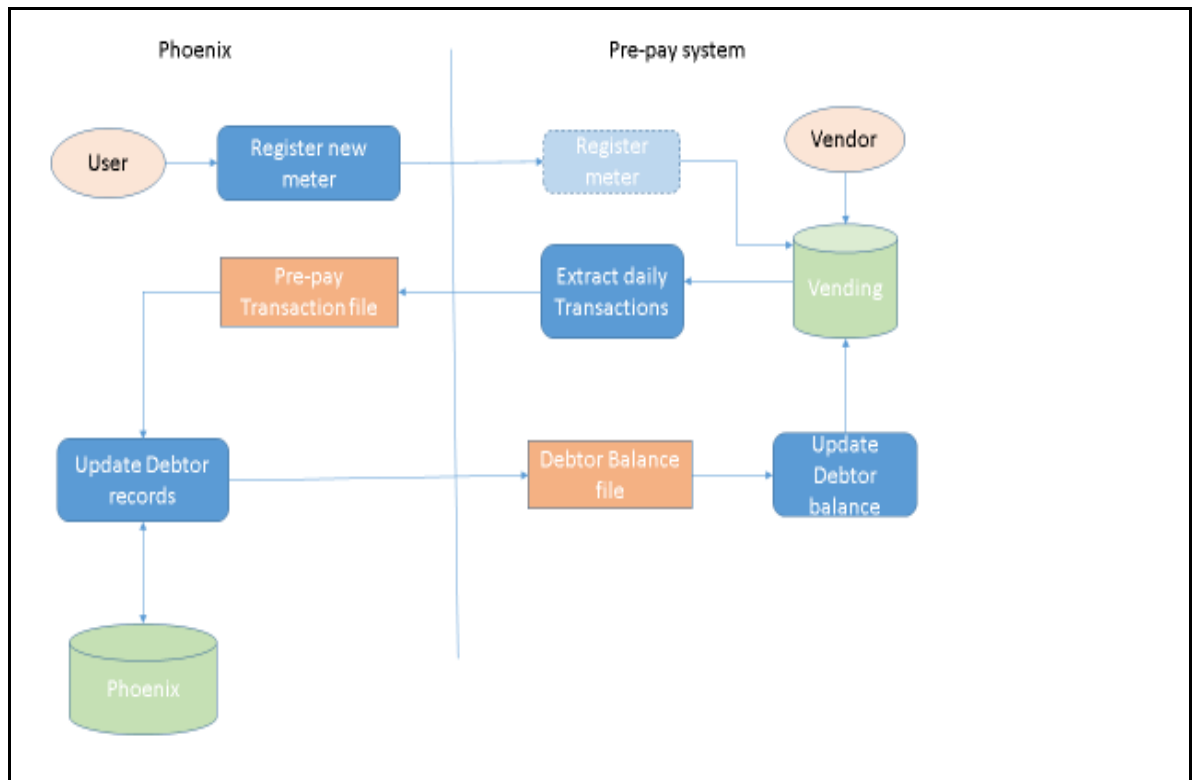 Phoenix
Pre-pay system
User
Register new
meter
Register
meter
Vendor
Pre-pay
Transaction file
Extract daily
Transactions
Vending
Update Debtor
records
Debtor Balance
file
Update
Debtor
balance
Phoenix